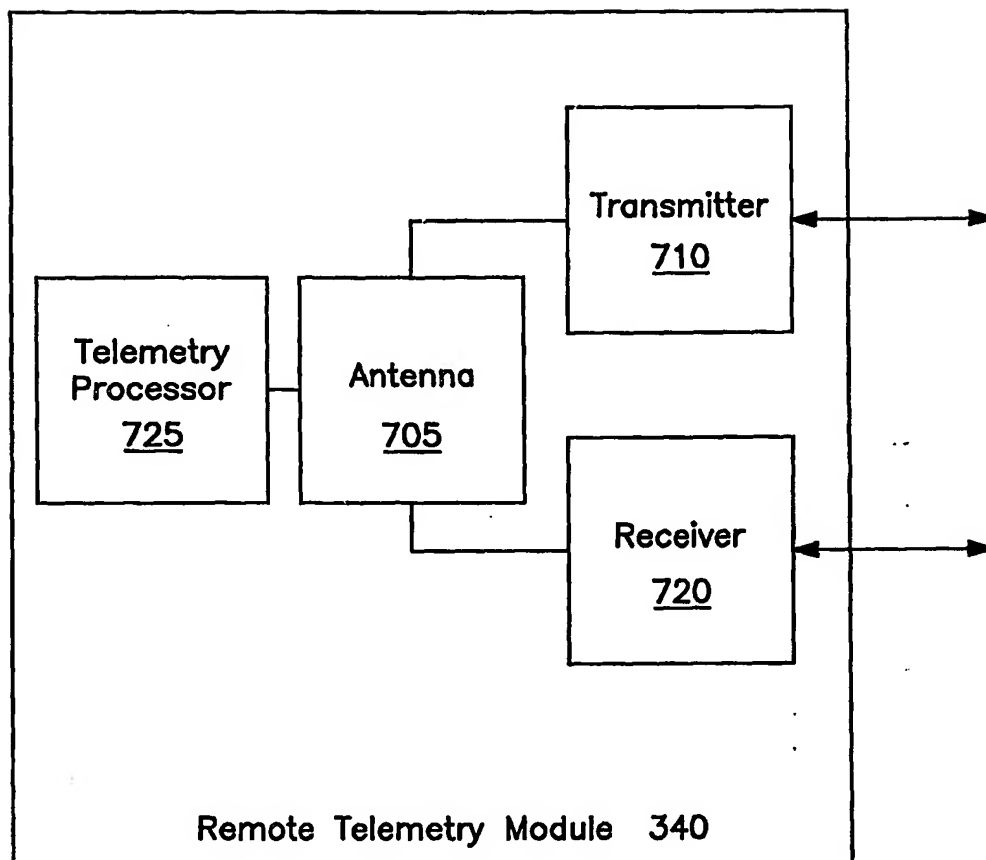 Transmitter
710
Telemetry
Processor
725
Antenna
705
Receiver
720
Remote Telemetry Module 340